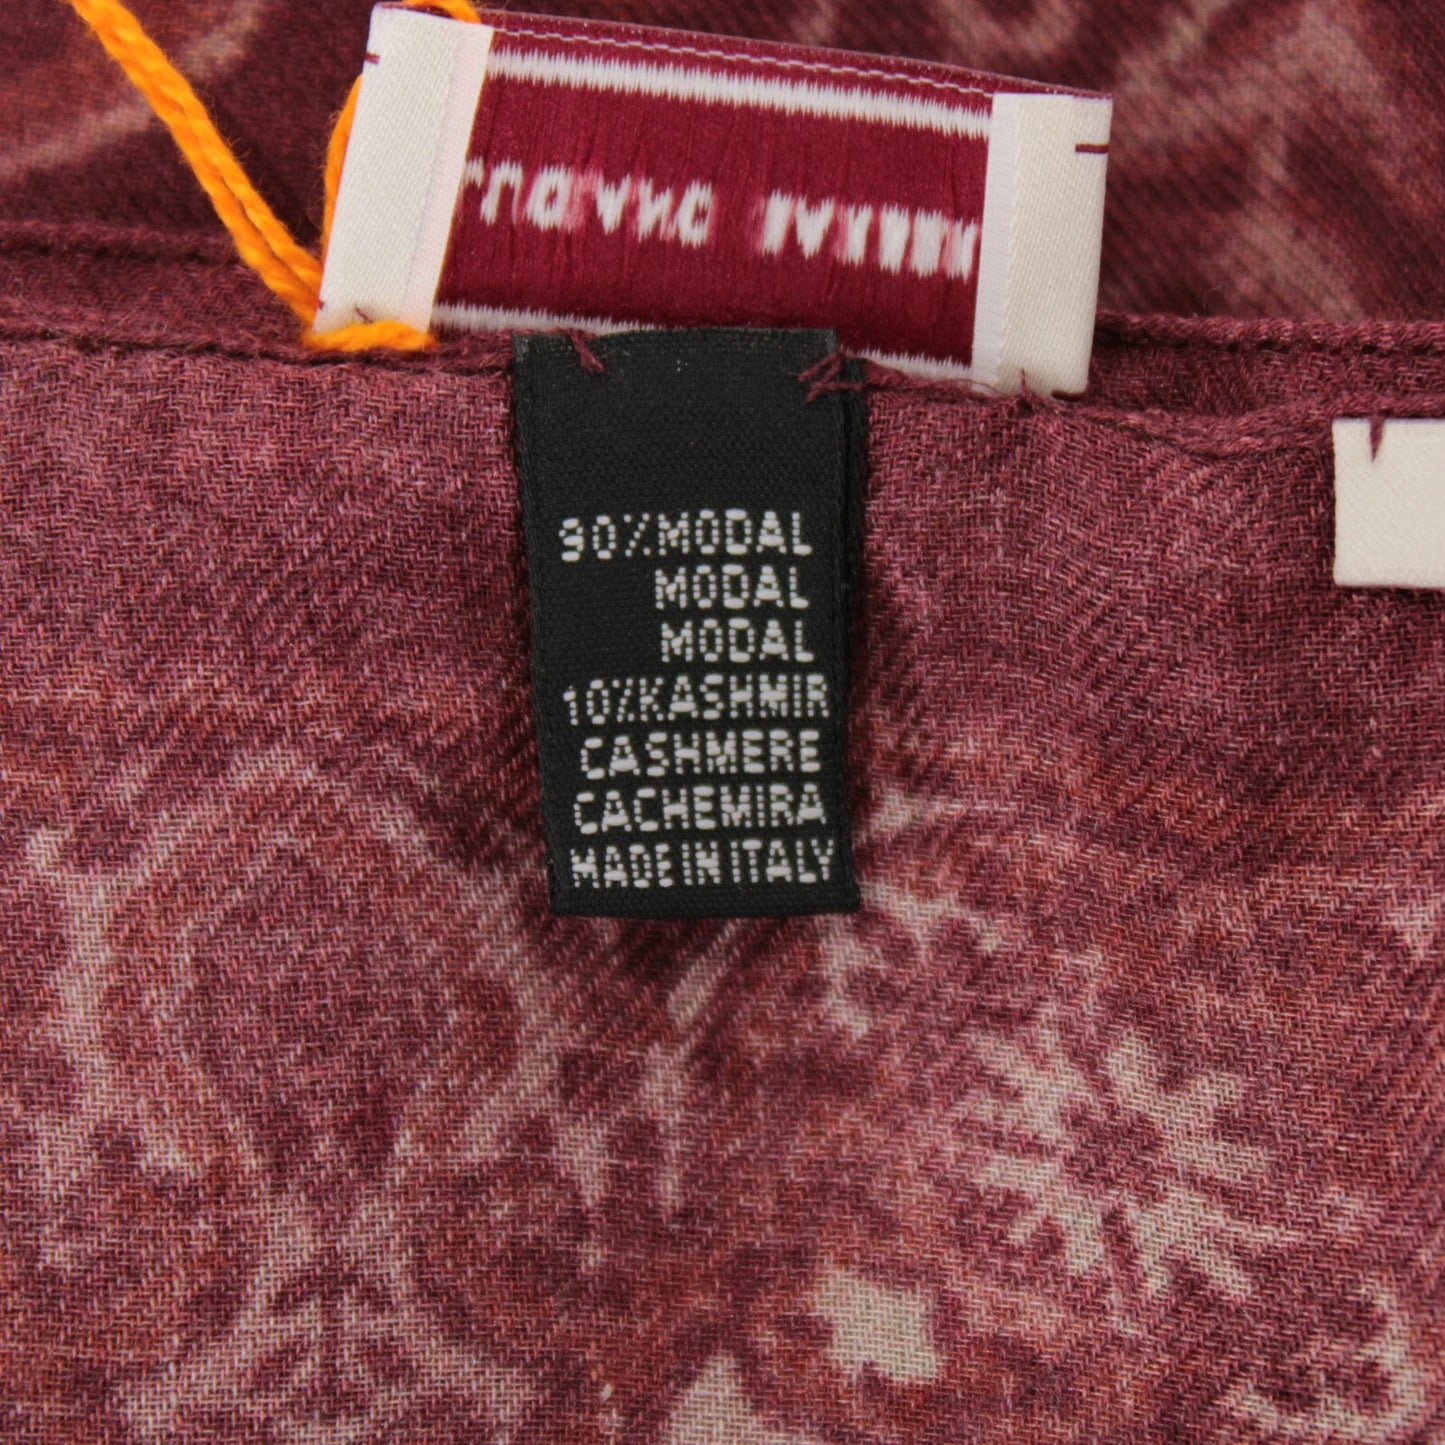 90%MODAL
MODAL
MODAL
10%KASHMIR
CASHMERE
CACHEMIRA
MADE IN ITALY